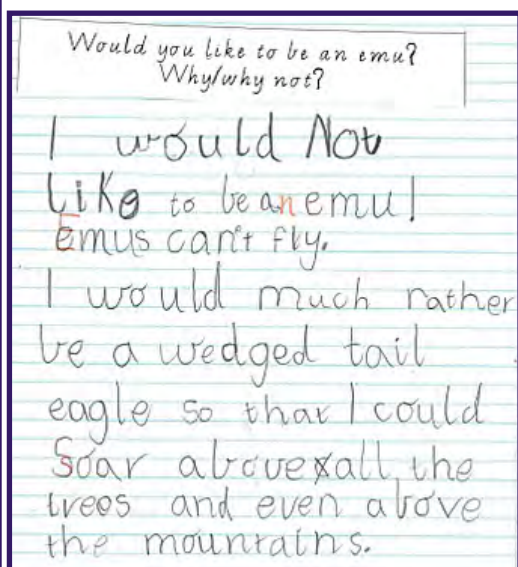 Would you like to be an emu?
Why/why not?
I would Not
Like to be an emu!
Emus can't fly.
I would much rather
be a wedged tail
eagle so that I could
Soar above all the
trees and even above
the mountains.